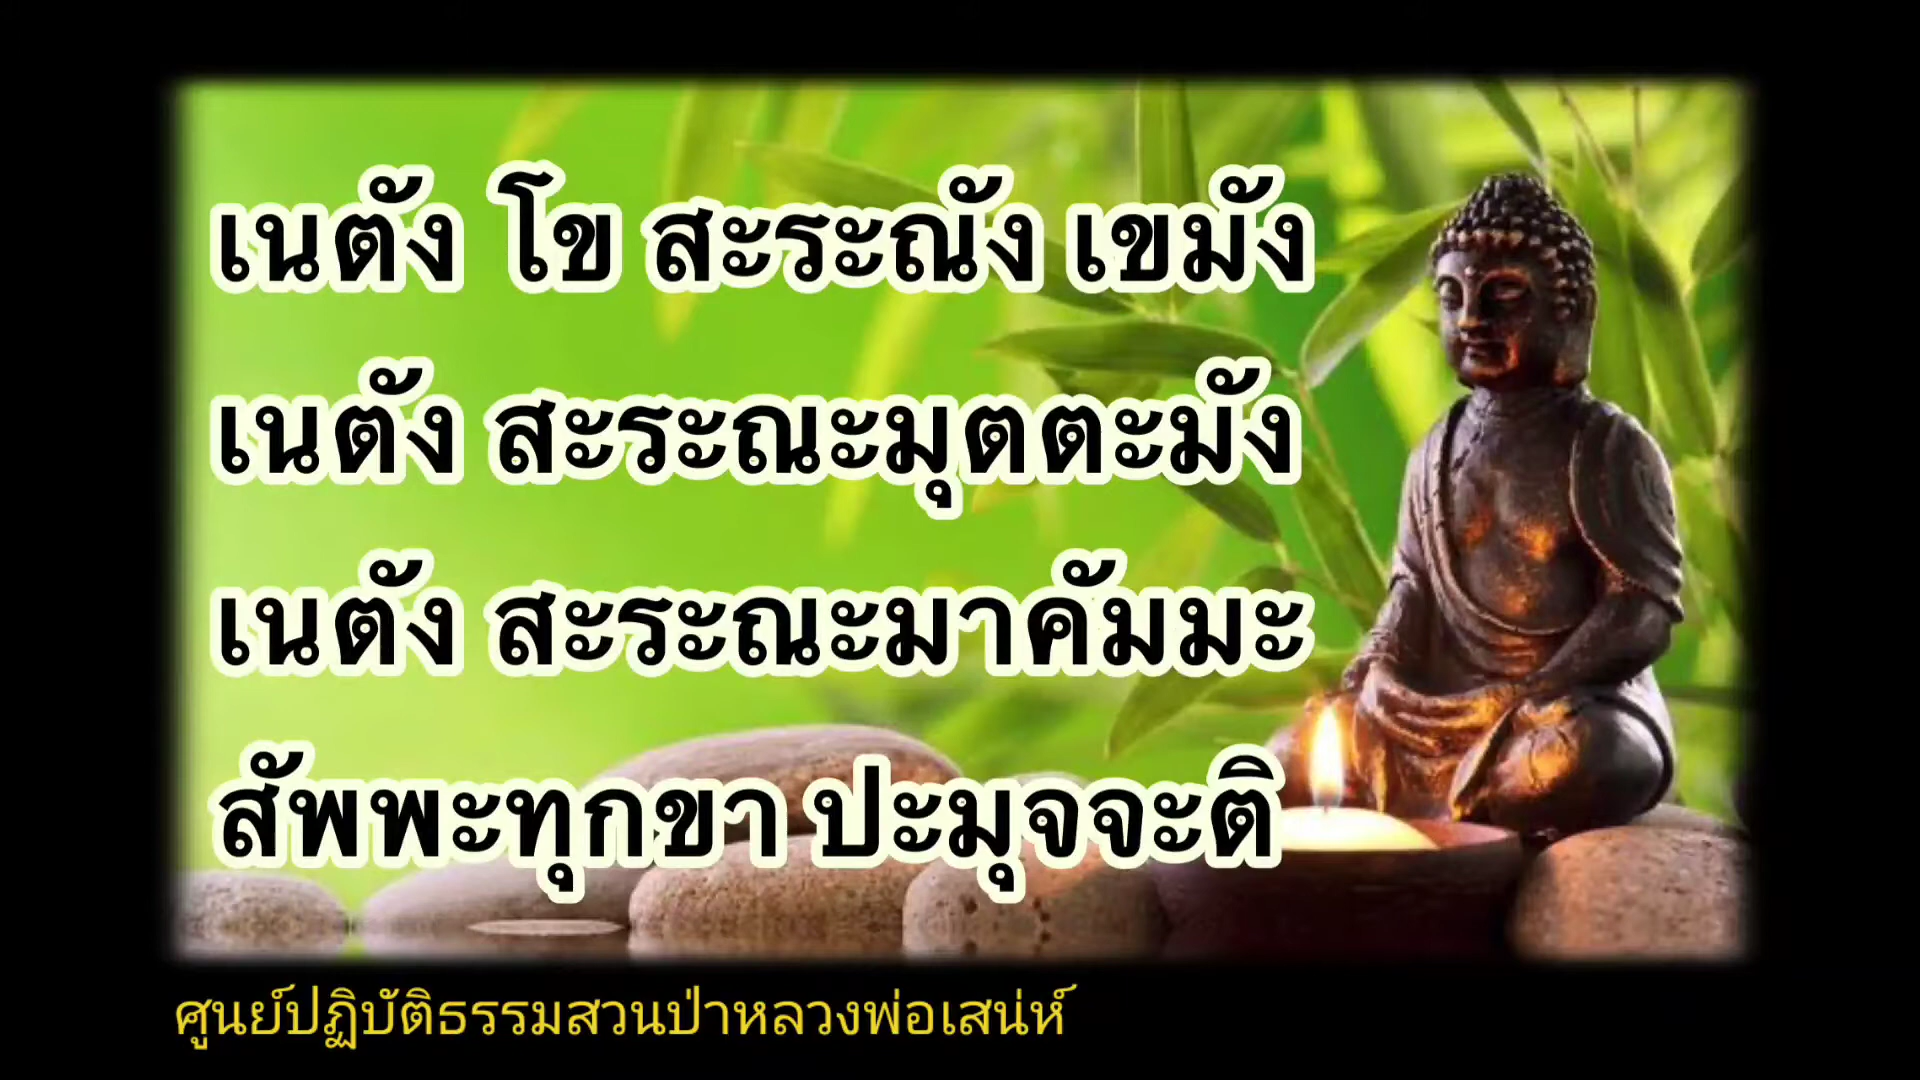 เนตัง โข สะระณัง เขมัง
เนตัง สะระณะมุตตะมัง
เนตัง สะระณะมาคัมมะ
สัพพะทุกขา ปะมุจจะติ
ศูนย์ปฏิบัติธรรมสวนป่าหลวงพ่อเสน่ห์